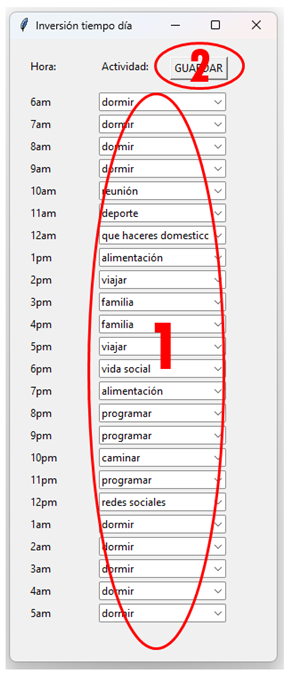 Inversión tiempo día
Hora: Actividad: GUARDAR
2
6am dormir
7am dormir
8am dormir
9am dormir
10am reunión
11am deporte
12am que haceres domesticc
1pm alimentación
2pm viajar
3pm familia
4pm familia
1
5pm viajar
6pm vida social
7pm alimentación
8pm programar
9pm programar
10pm caminar
11pm programar
12pm redes sociales
1am dormir
2am dormir
3am dormir
4am dormir
5am dormir